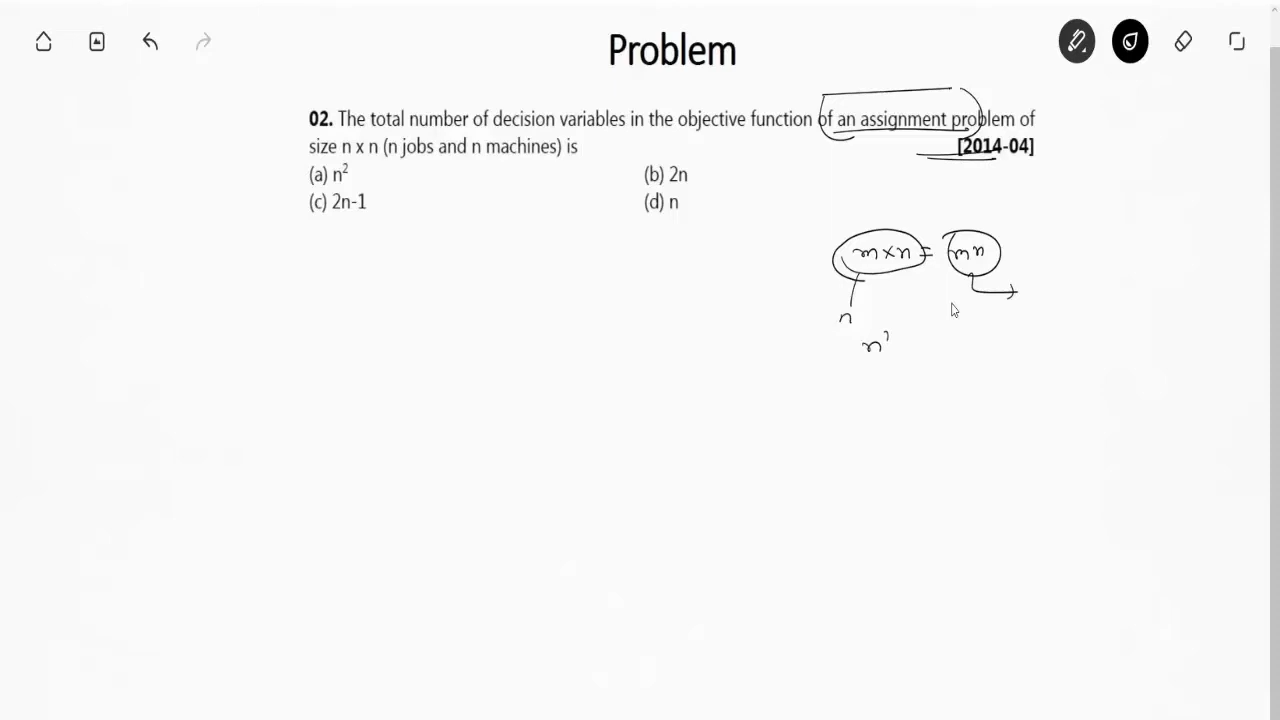 Problem
02. The total number of decision variables in the objective function of an assignment problem of
size n x n (n jobs and n machines) is [2014-04]
(a) n² (b) 2n
(c) 2n-1 (d) n
m×n = mn
n
n²